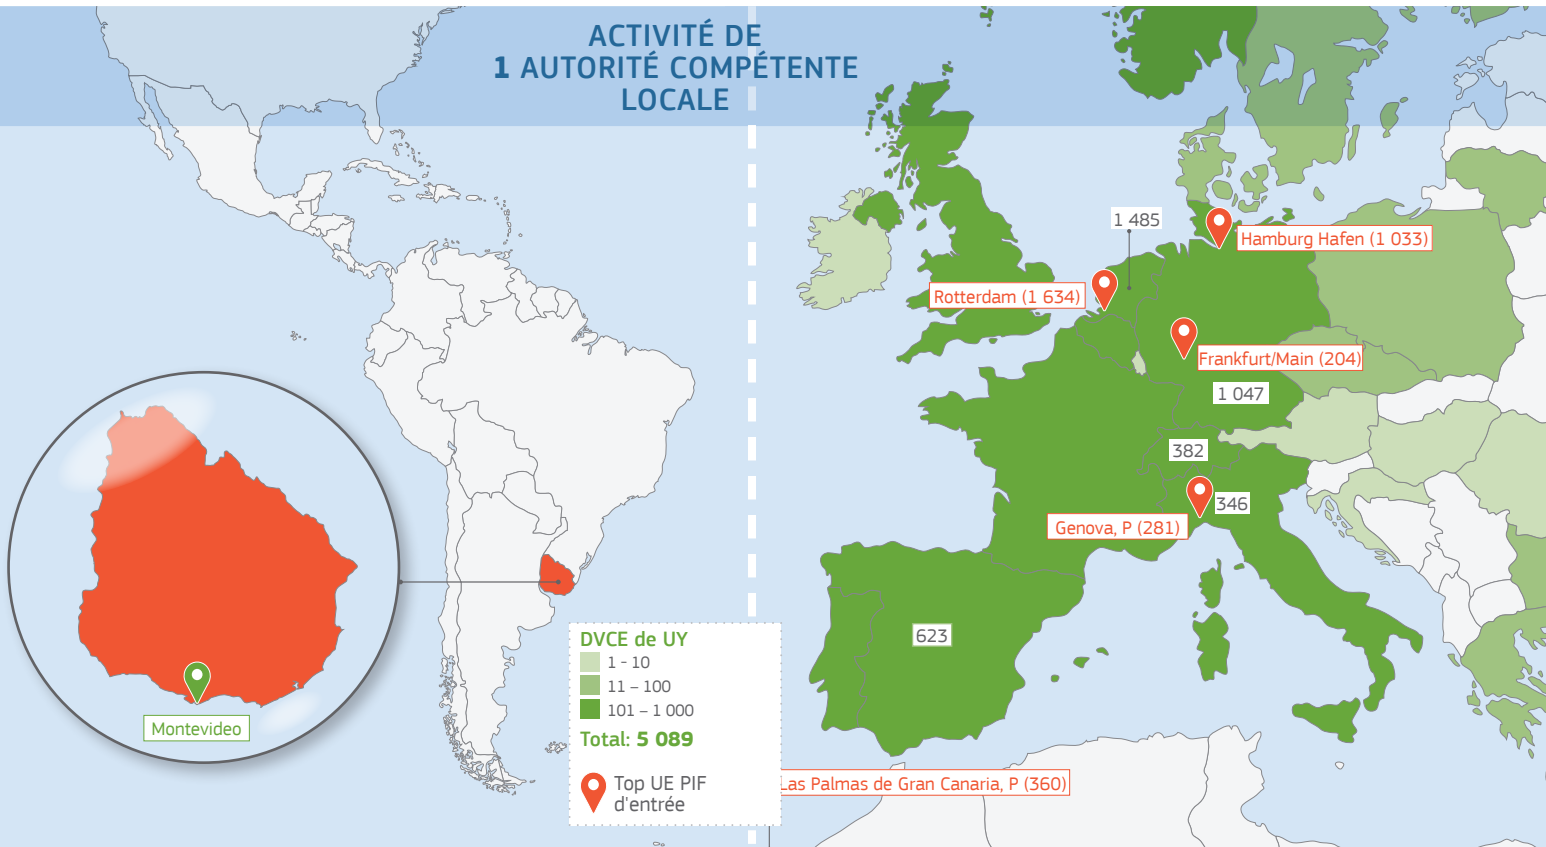 ACTIVITÉ DE
1 AUTORITÉ COMPÉTENTE
LOCALE
1 485
Hamburg Hafen (1 033)
Rotterdam (1 634)
Frankfurt/Main (204)
1 047
382
346
Genova, P (281)
623
Montevideo
DVCE de UY
1 - 10
11 – 100
101 – 1 000
Total: 5 089
Top UE PIF
d'entrée
Las Palmas de Gran Canaria, P (360)